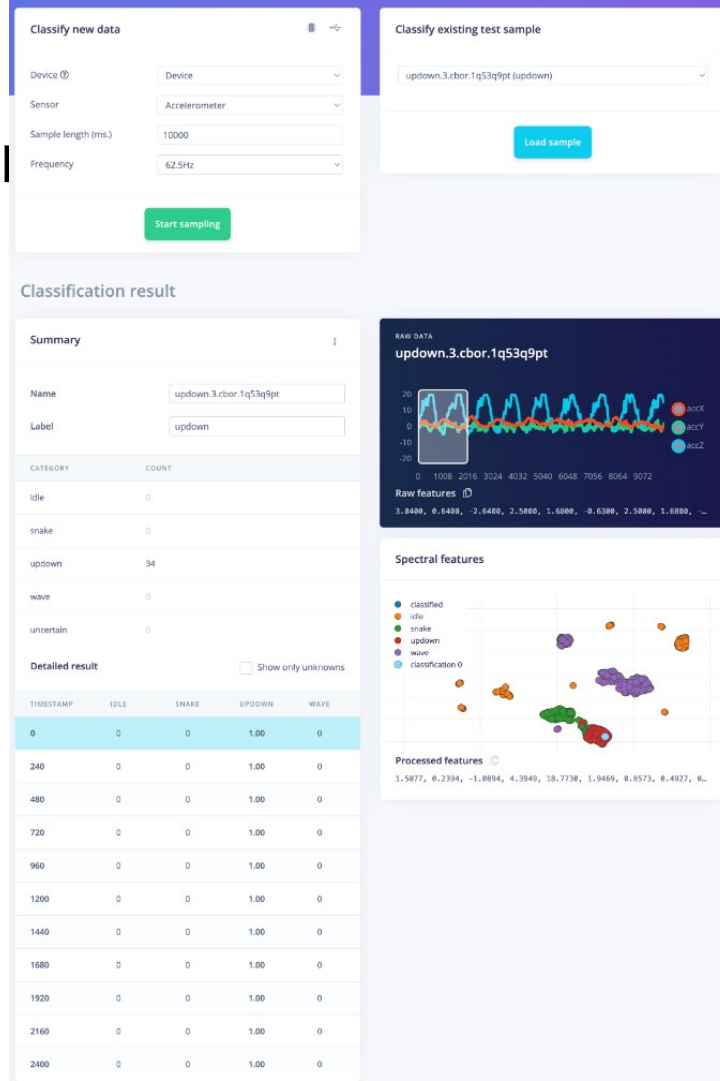 Classify new data
Device
Device
Sensor
Accelerometer
Sample length (ms.)
10000
Frequency
62.5Hz
Start sampling
Classify existing test sample
updown.3.cbor.1q53q9pt (updown)
Load sample
Classification result
Summary
Name
updown.3.cbor.1q53q9pt
Label
updown
CATEGORY COUNT
idle 0
snake 0
updown 34
wave 0
uncertain 0
Detailed result
Show only unknowns
TIMESTAMP IDLE SNAKE UPDOWN WAVE
0 0 0 1.00 0
240 0 0 1.00 0
480 0 0 1.00 0
720 0 0 1.00 0
960 0 0 1.00 0
1200 0 0 1.00 0
1440 0 0 1.00 0
1680 0 0 1.00 0
1920 0 0 1.00 0
2160 0 0 1.00 0
2400 0 0 1.00 0
RAW DATA
updown.3.cbor.1q53q9pt
20
10
0
-10
-20
0 1008 2016 3024 4032 5040 6048 7056 8064 9072
accX
accY
accZ
Raw features
3.8400, 0.6400, -2.6400, 2.5000, 1.6800, -0.6300, 2.5000, 1.6800, -…
Spectral features
classified
idle
snake
updown
wave
classification 0
Processed features
1.5077, 0.2394, -1.0894, 4.3949, 18.7730, 1.9469, 0.8573, 0.4927, 0…